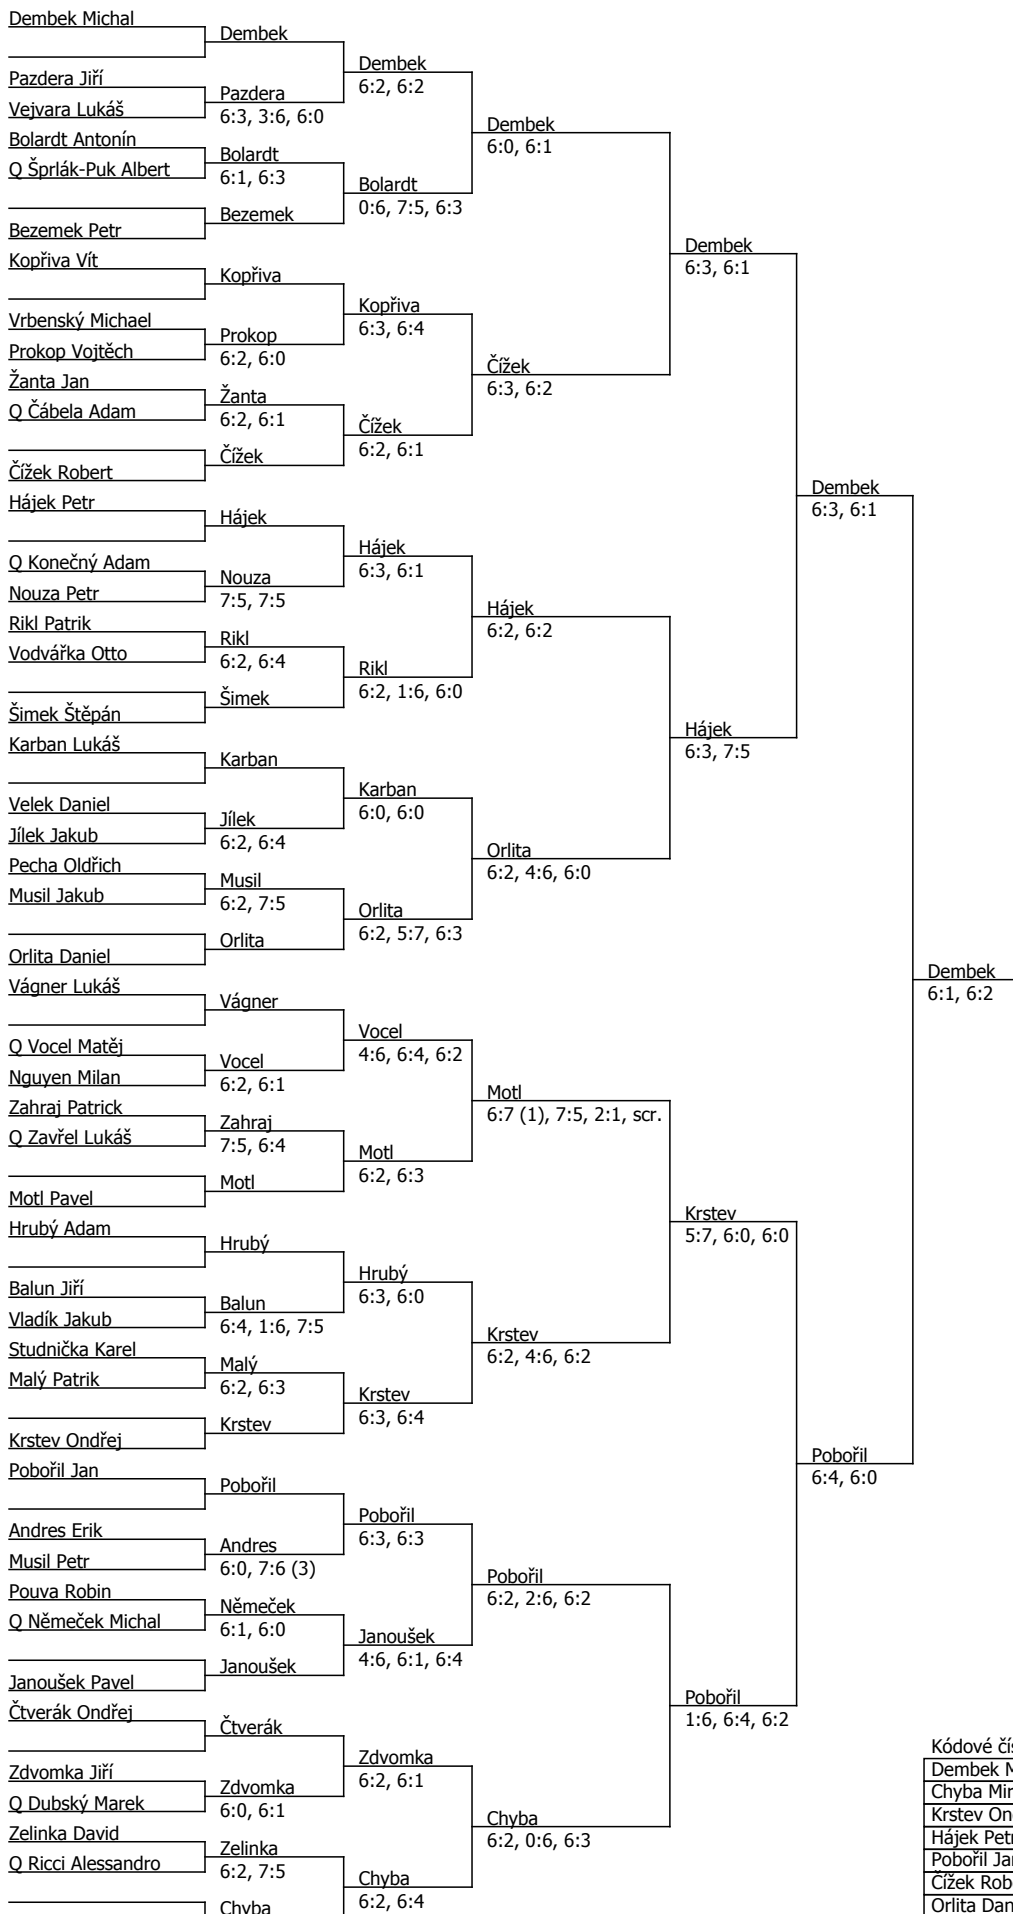 Dembek Michal
Dembek
Dembek
6:2, 6:2
Pazdera Jiří
Pazdera
6:3, 3:6, 6:0
Vejvara Lukáš
Dembek
6:0, 6:1
Bolardt Antonín
Bolardt
6:1, 6:3
Q Šprlák-Puk Albert
Bolardt
0:6, 7:5, 6:3
Bezemek
Bezemek Petr
Dembek
6:3, 6:1
Kopřiva Vít
Kopřiva
Kopřiva
6:3, 6:4
Vrbenský Michael
Prokop
6:2, 6:0
Prokop Vojtěch
Čížek
6:3, 6:2
Žanta Jan
Žanta
6:2, 6:1
Q Čábela Adam
Čížek
6:2, 6:1
Čížek
Čížek Robert
Dembek
6:3, 6:1
Hájek Petr
Hájek
Hájek
6:3, 6:1
Q Konečný Adam
Nouza
7:5, 7:5
Nouza Petr
Hájek
6:2, 6:2
Rikl Patrik
Rikl
6:2, 6:4
Vodvářka Otto
Rikl
6:2, 1:6, 6:0
Šimek
Šimek Štěpán
Hájek
6:3, 7:5
Karban Lukáš
Karban
Karban
6:0, 6:0
Velek Daniel
Jílek
6:2, 6:4
Jílek Jakub
Orlita
6:2, 4:6, 6:0
Pecha Oldřich
Musil
6:2, 7:5
Musil Jakub
Orlita
6:2, 5:7, 6:3
Orlita
Orlita Daniel
Dembek
6:1, 6:2
Vágner Lukáš
Vágner
Vocel
4:6, 6:4, 6:2
Q Vocel Matěj
Vocel
6:2, 6:1
Nguyen Milan
Motl
6:7 (1), 7:5, 2:1, scr.
Zahraj Patrick
Zahraj
7:5, 6:4
Q Zavřel Lukáš
Motl
6:2, 6:3
Motl
Motl Pavel
Krstev
5:7, 6:0, 6:0
Hrubý Adam
Hrubý
Hrubý
6:3, 6:0
Balun Jiří
Balun
6:4, 1:6, 7:5
Vladík Jakub
Krstev
6:2, 4:6, 6:2
Studnička Karel
Malý
6:2, 6:3
Malý Patrik
Krstev
6:3, 6:4
Krstev
Krstev Ondřej
Pobořil
6:4, 6:0
Pobořil Jan
Pobořil
Pobořil
6:3, 6:3
Andres Erik
Andres
6:0, 7:6 (3)
Musil Petr
Pobořil
6:2, 2:6, 6:2
Pouva Robin
Němeček
6:1, 6:0
Q Němeček Michal
Janoušek
4:6, 6:1, 6:4
Janoušek
Janoušek Pavel
Pobořil
1:6, 6:4, 6:2
Čtverák Ondřej
Čtverák
Zdvomka
6:2, 6:1
Zdvomka Jiří
Zdvomka
6:0, 6:1
Q Dubský Marek
Chyba
6:2, 0:6, 6:3
Zelinka David
Zelinka
6:2, 7:5
Q Ricci Alessandro
Chyba
6:2, 6:4
Chyba
Kódové
Dembek
Chyba
Krstev
Hájek
Pobořil
Čížek
Orlita